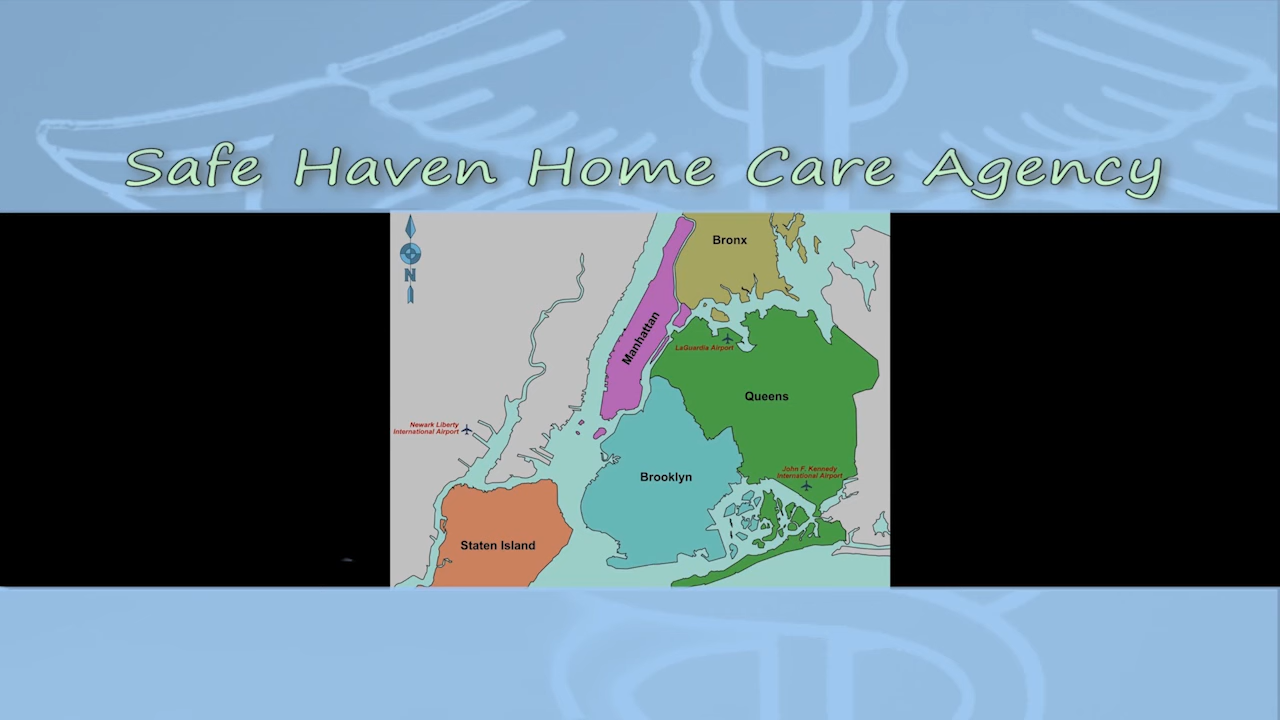 Safe Haven Home Care Agency
N
Bronx
Manhattan
LaGuardia Airport
Queens
Newark Liberty
International Airport
John F. Kennedy
International Airport
Brooklyn
Staten Island